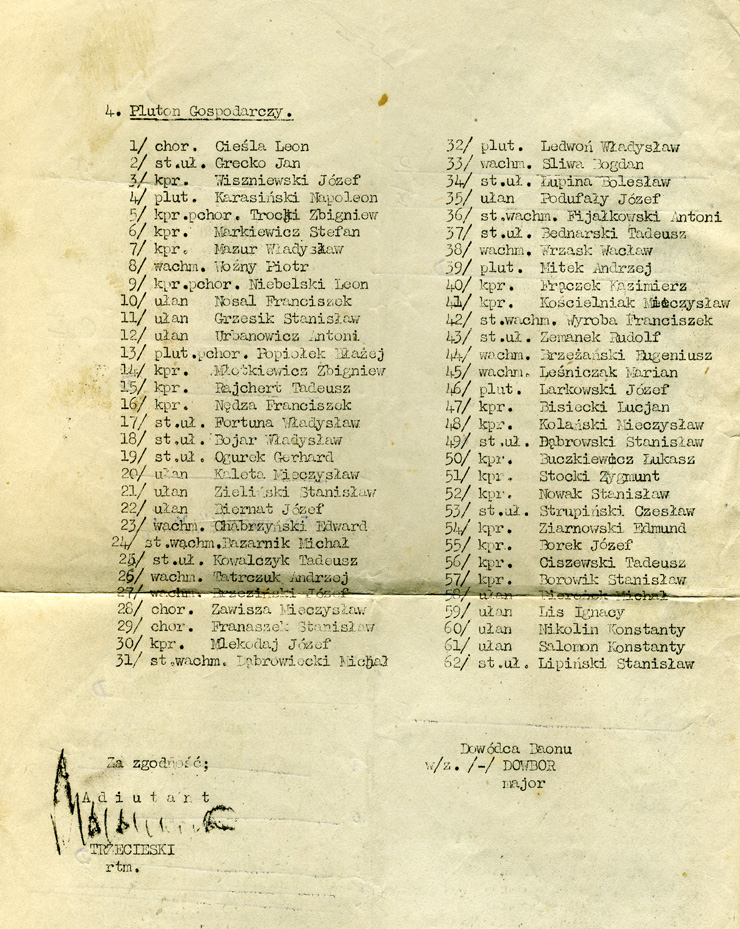 4. Pluton Gospodarczy.
1/ chor. Cieśla Leon
2/ st.uł. Grecko Jan
3/ kpr. Wiszniewski Józef
4/ plut. Karasiński Napoleon
5/ kpr.pchor. Trocki Zbigniew
6/ kpr. Markiewicz Stefan
7/ kpr. Mazur Władysław
8/ wachm. Woźny Piotr
9/ kpr.pchor. Niebelski Leon
10/ ułan Nosal Franciszek
11/ ułan Grzesik Stanisław
12/ ułan Urbanowicz Antoni
13/ plut.pchor. Popiołek Błażej
14/ kpr. Młotkiewicz Zbigniew
15/ kpr. Rajchert Tadeusz
16/ kpr. Nędza Franciszek
17/ st.uł. Fortuna Władysław
18/ st.uł. Bojar Władysław
19/ st.uł. Ogurek Gerhard
20/ ułan Kaleta Mieczysław
21/ ułan Zieliński Stanisław
22/ ułan Biernat Józef
23/ wachm. Chabrzyński Edward
24/ st.wachm.Bazarnik Michał
25/ st.uł. Kowalczyk Tadeusz
26/ wachm. Tatrczuk Andrzej
27/ wachm. Brzeziński Józef
28/ chor. Zawisza Mieczysław
29/ chor. Franaszek Stanisław
30/ kpr. Mlekodaj Józef
31/ st.wachm. Dąbrowiecki Michał
32/ plut. Ledwoń Władysław
33/ wachm. Sliwa Bogdan
34/ st.uł. Łupina Bolesław
35/ ułan Podufały Józef
36/ st.wachm. Fijałkowski Antoni
37/ st.uł. Bednarski Tadeusz
38/ wachm. Wrzask Wacław
39/ plut. Mitek Andrzej
40/ kpr. Frączek Kazimierz
41/ kpr. Kościelniak Mieczysław
42/ st.wachm. Wyroba Franciszek
43/ st.uł. Zemanek Rudolf
44/ wachm. Brzeżański Eugeniusz
45/ wachm. Leśniczak Marian
46/ plut. Larkowski Józef
47/ kpr. Bisiecki Lucjan
48/ kpr. Kolański Mieczysław
49/ st.uł. Dąbrowski Stanisław
50/ kpr. Buczkiewicz Łukasz
51/ kpr. Stocki Zygmunt
52/ kpr. Nowak Stanisław
53/ st.uł. Strupiński Czesław
54/ kpr. Ziarnowski Edmund
55/ kpr. Borek Józef
56/ kpr. Ciszewski Tadeusz
57/ kpr. Borowik Stanisław
58/ ułan Michał
59/ ułan Lis Ignacy
60/ ułan Nikolin Konstanty
61/ ułan Salomon Konstanty
62/ st.uł. Lipiński Stanisław
Za zgodność;
Adiutant
TRZECIESKI
rtm.
Dowódca Baonu
w/z. /-/ DOWBOR
major